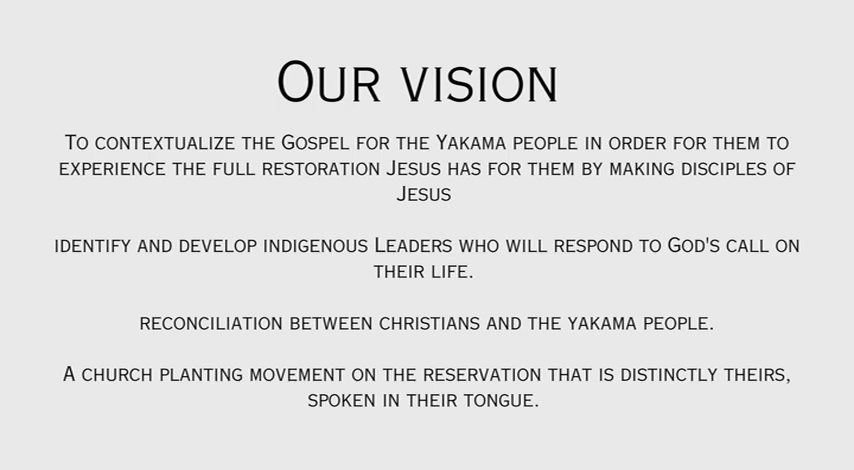 Our vision
To contextualize the Gospel for the Yakama people in order for them to
experience the full restoration Jesus has for them by making disciples of
Jesus
identify and develop indigenous Leaders who will respond to God's call on
their life.
reconciliation between christians and the yakama people.
A church planting movement on the reservation that is distinctly theirs,
spoken in their tongue.